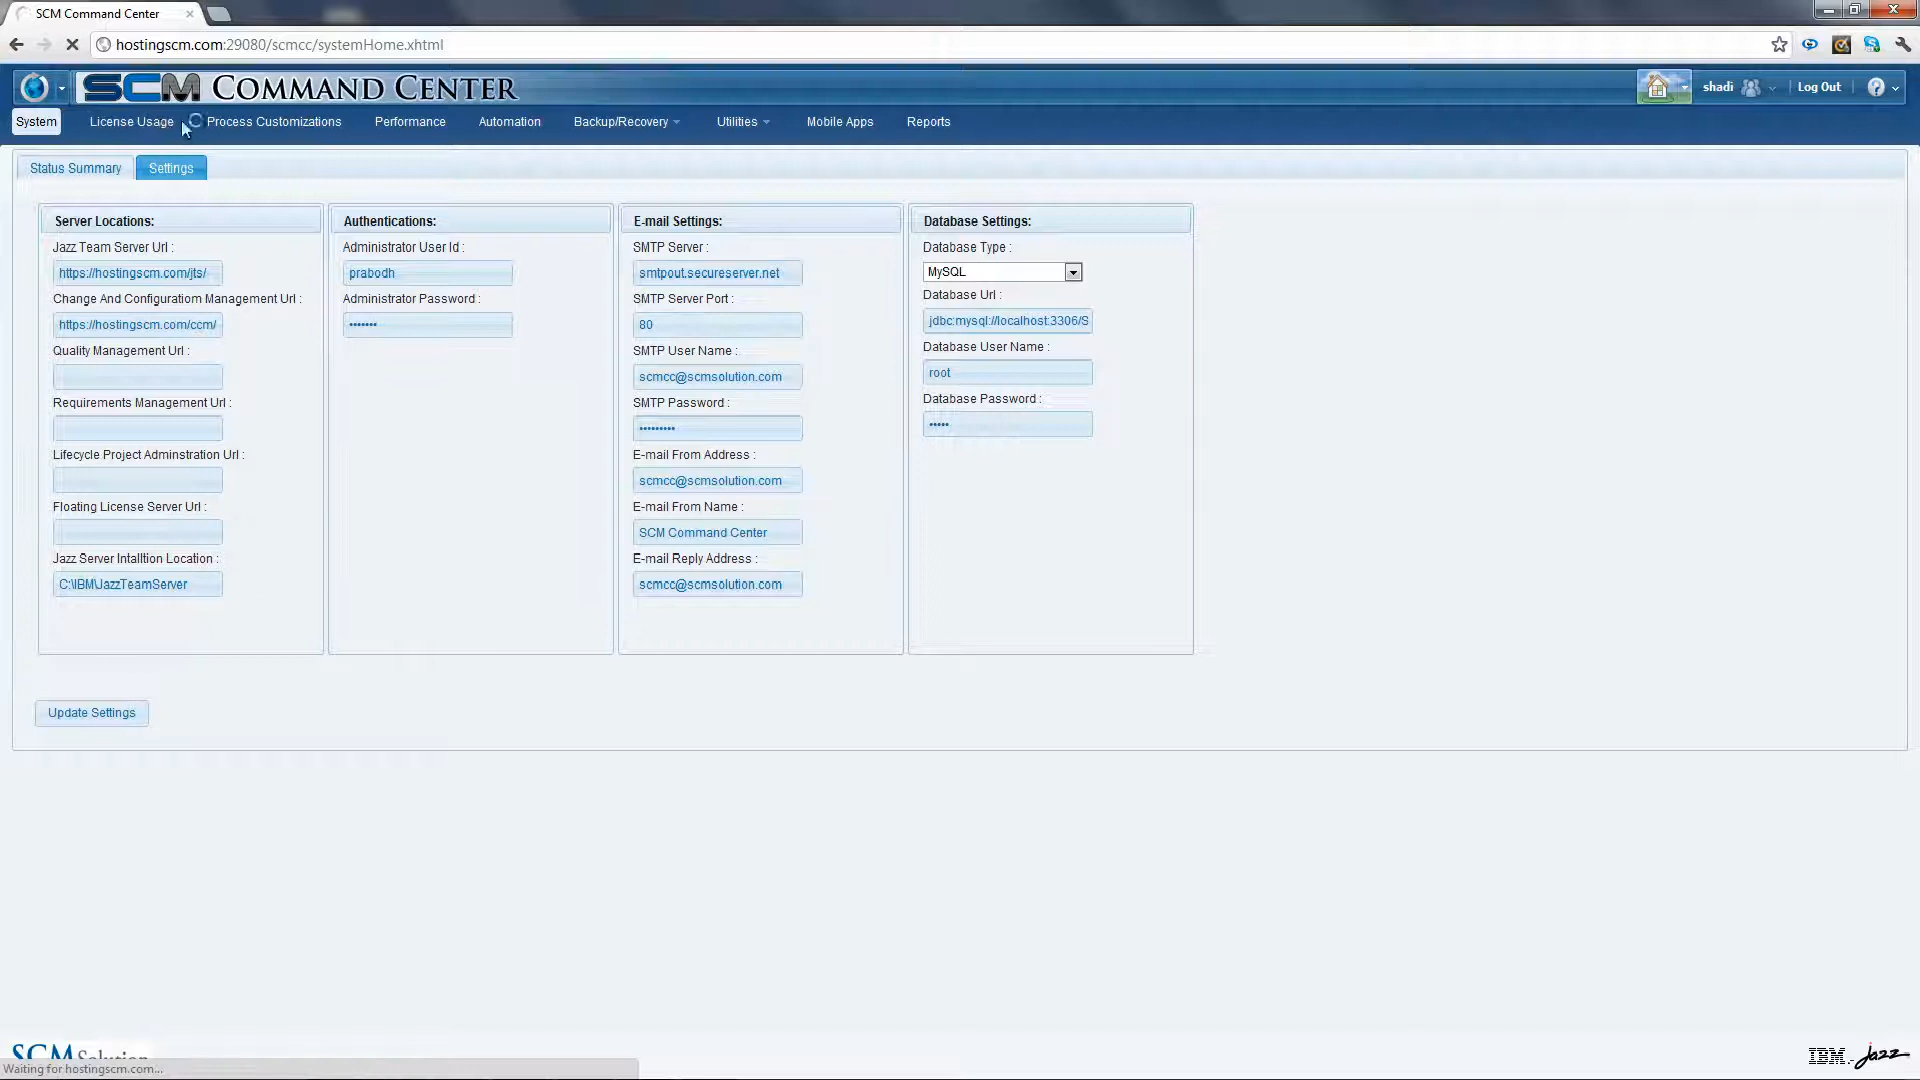 SCM Command Center
hostingscm.com:29080/scmcc/systemHome.xhtml
SCM COMMAND CENTER
shadi
Log Out
System
License Usage
Process Customizations
Performance
Automation
Backup/Recovery
Utilities
Mobile Apps
Reports
Status Summary
Settings
Server Locations:
Jazz Team Server Url :
https://hostingscm.com/jts/
Change And Configuratiom Management Url :
https://hostingscm.com/ccm/
Quality Management Url :
Requirements Management Url :
Lifecycle Project Adminstration Url :
Floating License Server Url :
Jazz Server Intalltion Location :
C:\IBM\JazzTeamServer
Authentications:
Administrator User Id :
prabodh
Administrator Password :
•••••••
E-mail Settings:
SMTP Server :
smtpout.secureserver.net
SMTP Server Port :
80
SMTP User Name :
scmcc@scmsolution.com
SMTP Password :
•••••••••
E-mail From Address :
scmcc@scmsolution.com
E-mail From Name :
SCM Command Center
E-mail Reply Address :
scmcc@scmsolution.com
Database Settings:
Database Type :
MySQL
Database Url :
jdbc:mysql://localhost:3306/S
Database User Name :
root
Database Password :
•••••
Update Settings
SCM Solution
Waiting for hostingscm.com...
IBM. Jazz